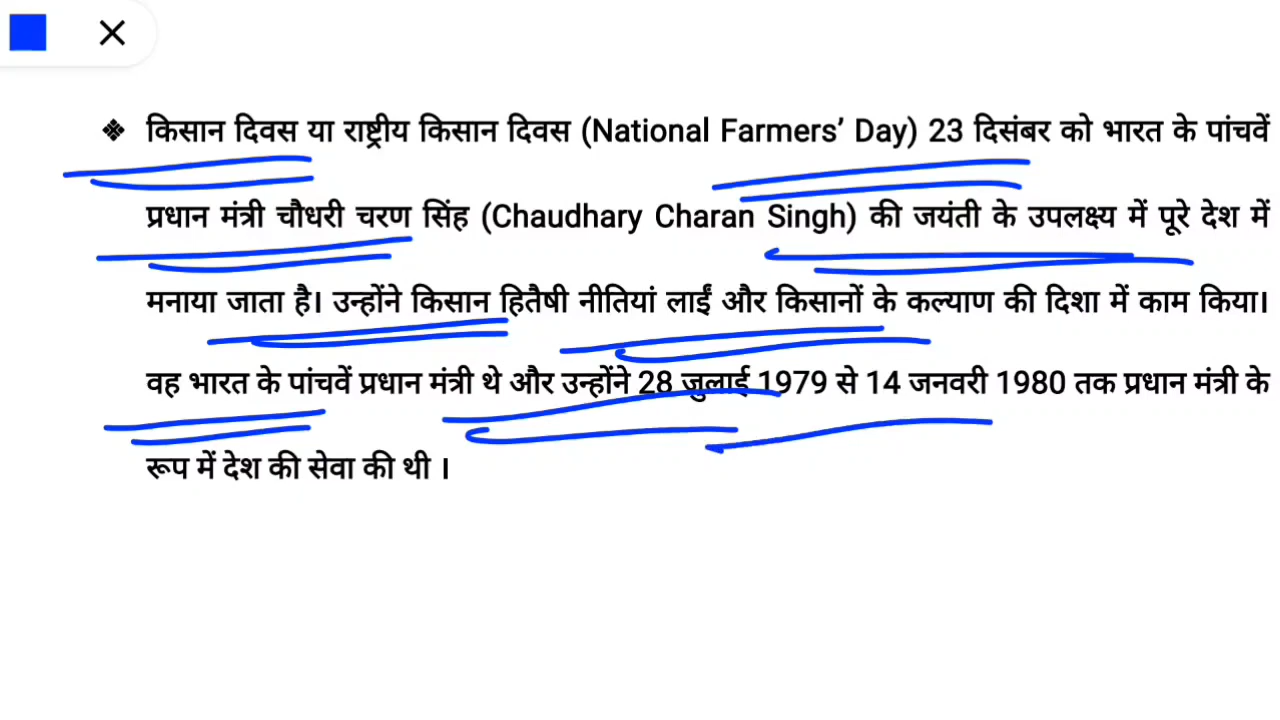 ❖ किसान दिवस या राष्ट्रीय किसान दिवस (National Farmers’ Day) 23 दिसंबर को भारत के पांचवें
प्रधान मंत्री चौधरी चरण सिंह (Chaudhary Charan Singh) की जयंती के उपलक्ष्य में पूरे देश में
मनाया जाता है। उन्होंने किसान हितैषी नीतियां लाईं और किसानों के कल्याण की दिशा में काम किया।
वह भारत के पांचवें प्रधान मंत्री थे और उन्होंने 28 जुलाई 1979 से 14 जनवरी 1980 तक प्रधान मंत्री के
रूप में देश की सेवा की थी ।